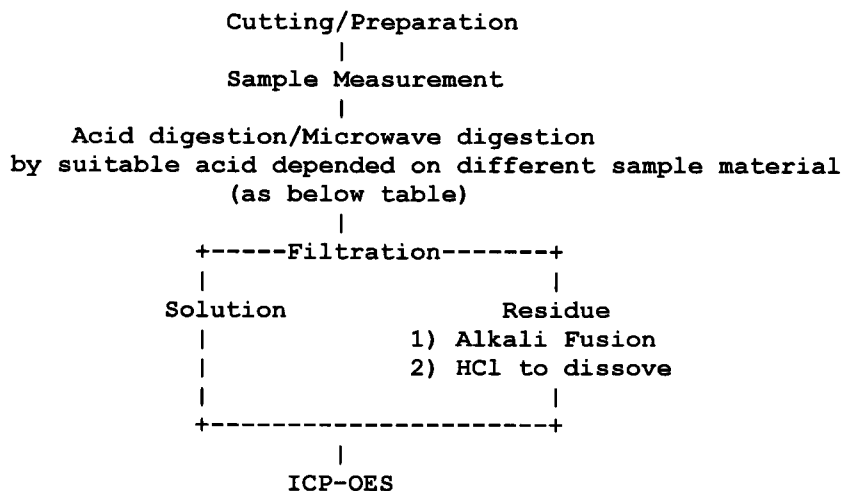 Cutting/Preparation
Sample Measurement
Acid digestion/Microwave digestion
by suitable acid depended on different sample material
(as below table)
Filtration
Solution Residue
1) Alkali Fusion
2) HCl to dissove
ICP-OES